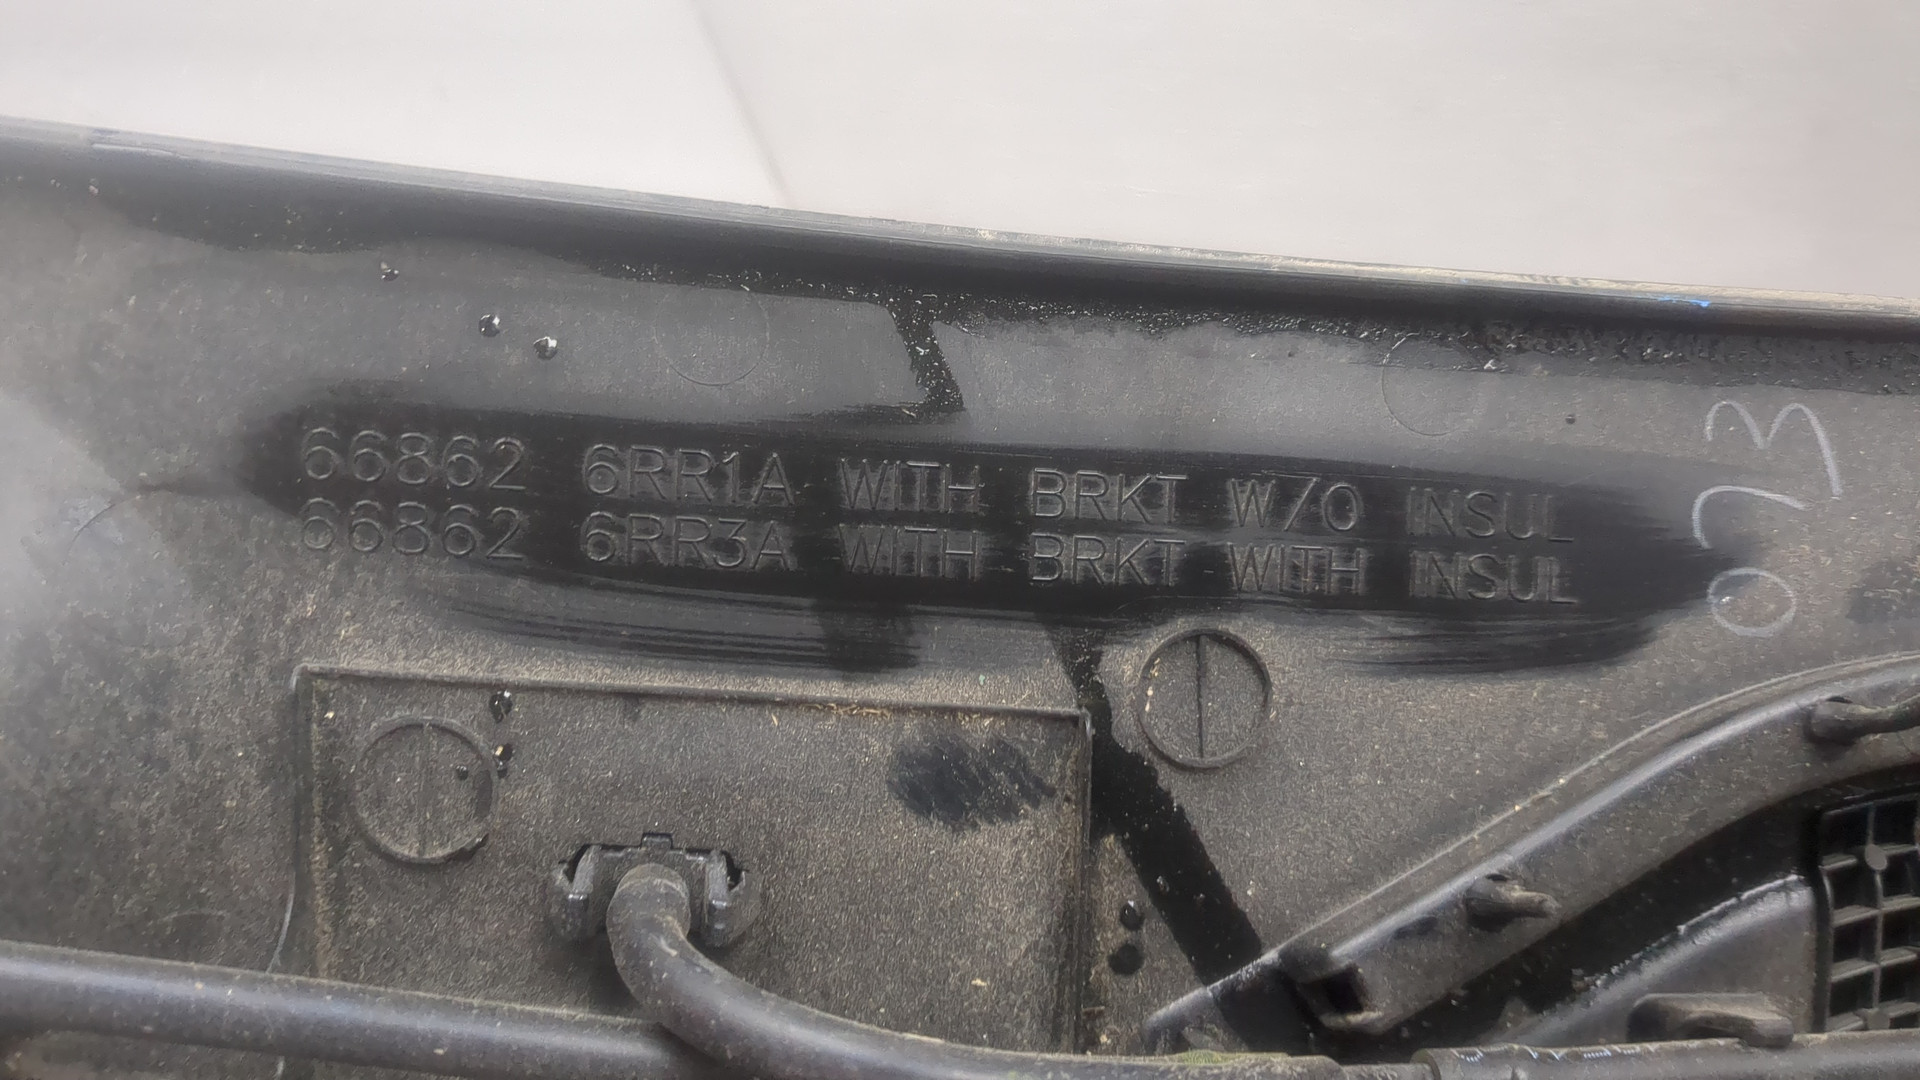 66862 6RR1A WITH BRKT W/O INSUL
66862 6RR3A WITH BRKT WITH INSUL